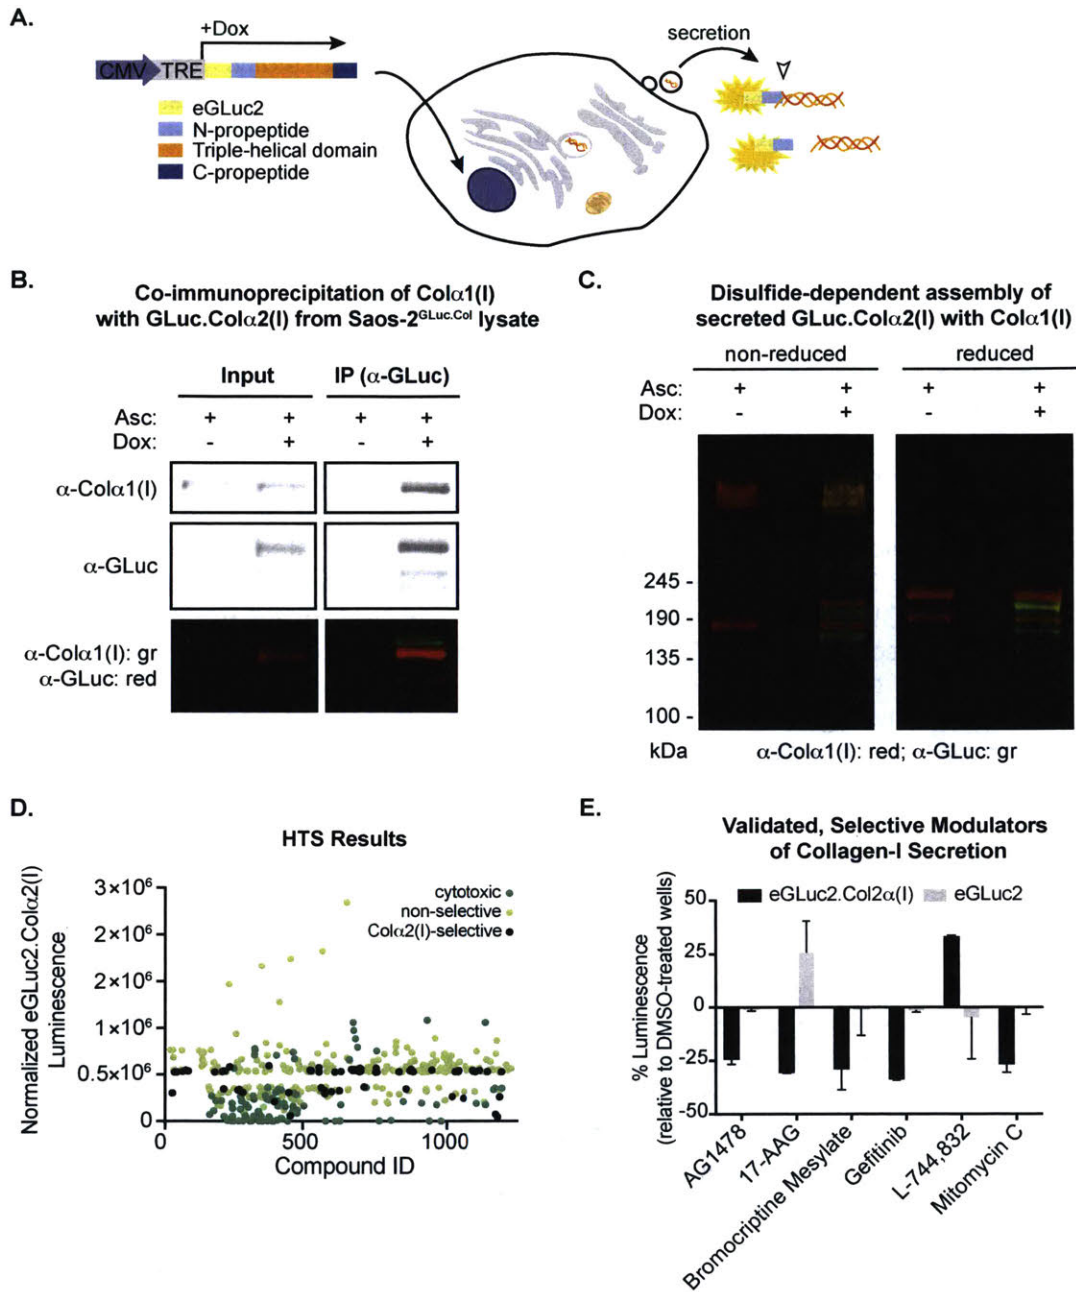 A.
+Dox
CMV TRE
eGLuc2
N-propeptide
Triple-helical domain
C-propeptide
secretion
B.
Co-immunoprecipitation of Colα1(I)
with GLuc.Colα2(I) from Saos-2GLuc.Col lysate
Input IP (α-GLuc)
Asc: + + + +
Dox: - + - +
α-Colα1(I)
α-GLuc
α-Colα1(I): gr
α-GLuc: red
C.
Disulfide-dependent assembly of
secreted GLuc.Colα2(I) with Colα1(I)
non-reduced reduced
Asc: + + + +
Dox: - + - +
245 -
190 -
135 -
100 -
kDa
α-Colα1(I): red; α-GLuc: gr
D.
HTS Results
Normalized eGLuc2.Colα2(I)
Luminescence
3×10⁶
2×10⁶
2×10⁶
1×10⁶
0.5×10⁶
0
cytotoxic
non-selective
Colα2(I)-selective
0 500 1000
Compound ID
E.
Validated, Selective Modulators
of Collagen-I Secretion
% Luminescence
(relative to DMSO-treated wells)
50
25
0
-25
-50
eGLuc2.Col2α(I) eGLuc2
AG1478
17-AAG
Bromocriptine Mesylate
Gefitinib
L-744,832
Mitomycin C